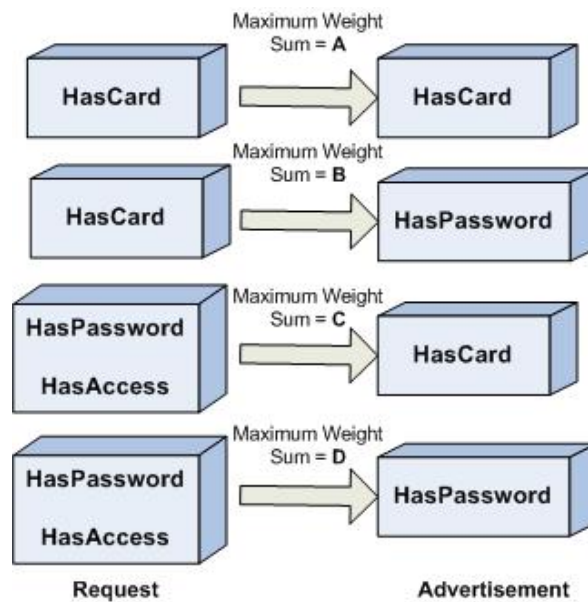 Maximum Weight
Sum = A
HasCard
HasCard
Maximum Weight
Sum = B
HasCard
HasPassword
Maximum Weight
Sum = C
HasPassword
HasAccess
HasCard
Maximum Weight
Sum = D
HasPassword
HasAccess
HasPassword
Request
Advertisement